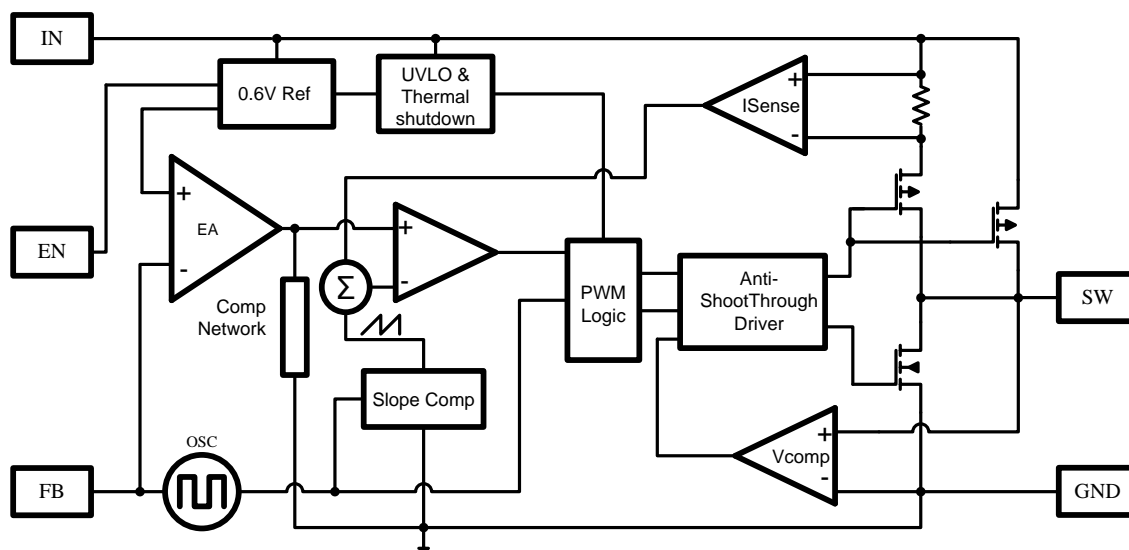 IN
0.6V Ref
UVLO &
Thermal
shutdown
+
ISense
-
+
EA
-
EN
+
-
Σ
Comp
Network
PWM
Logic
Anti-
ShootThrough
Driver
SW
Slope Comp
OSC
FB
+
Vcomp
-
GND